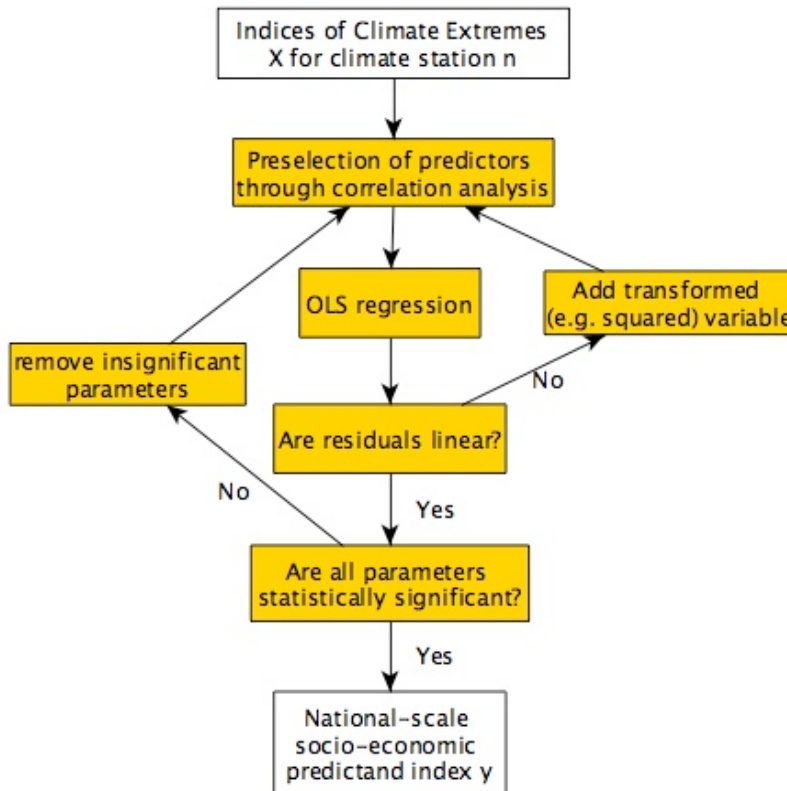 Indices of Climate Extremes
X for climate station n
Preselection of predictors
through correlation analysis
OLS regression
Add transformed
(e.g. squared) variable
No
remove insignificant
parameters
Are residuals linear?
No
Yes
Are all parameters
statistically significant?
Yes
National-scale
socio-economic
predictand index y